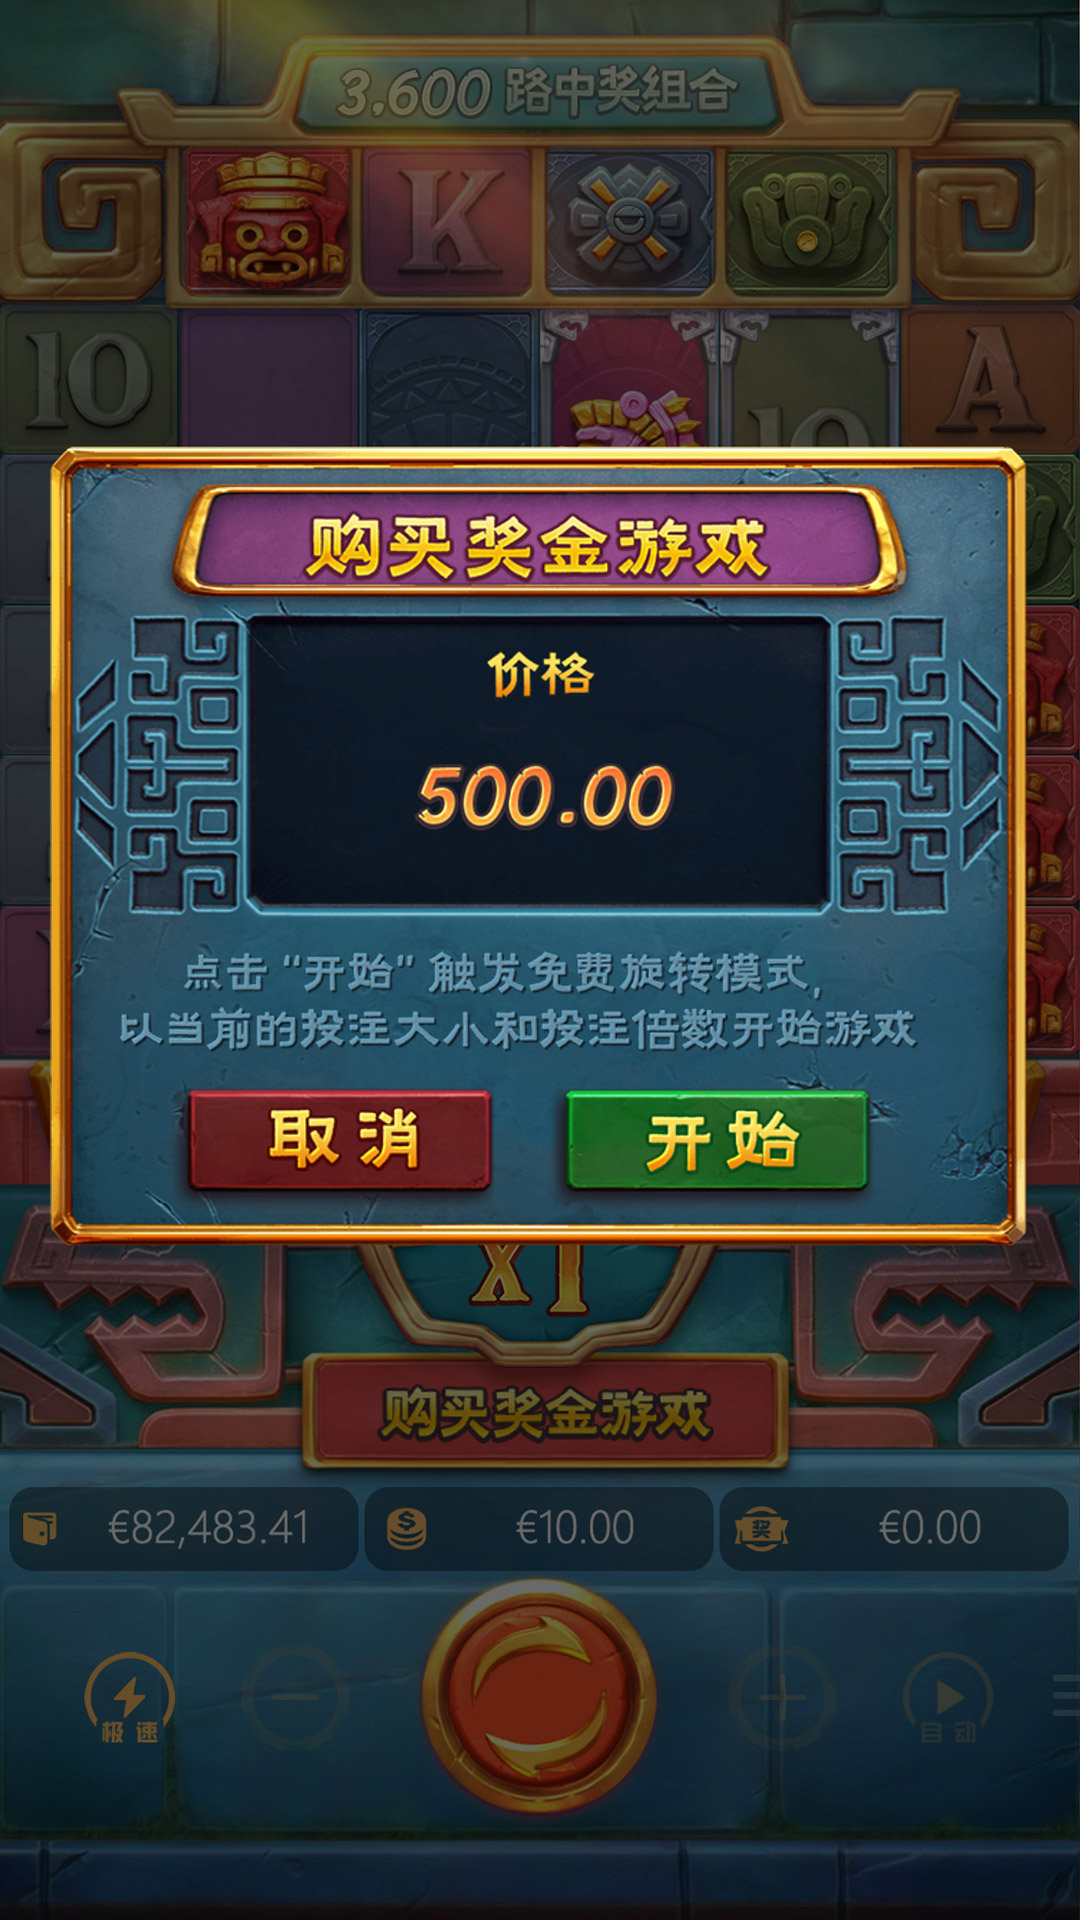 3,600 路中奖组合
K
10
10
A
购买奖金游戏
价格
500.00
点击“开始”触发免费旋转模式,
以当前的投注大小和投注倍数开始游戏
取消
开始
x1
购买奖金游戏
€82,483.41
€10.00
奖
€0.00
极速
自动